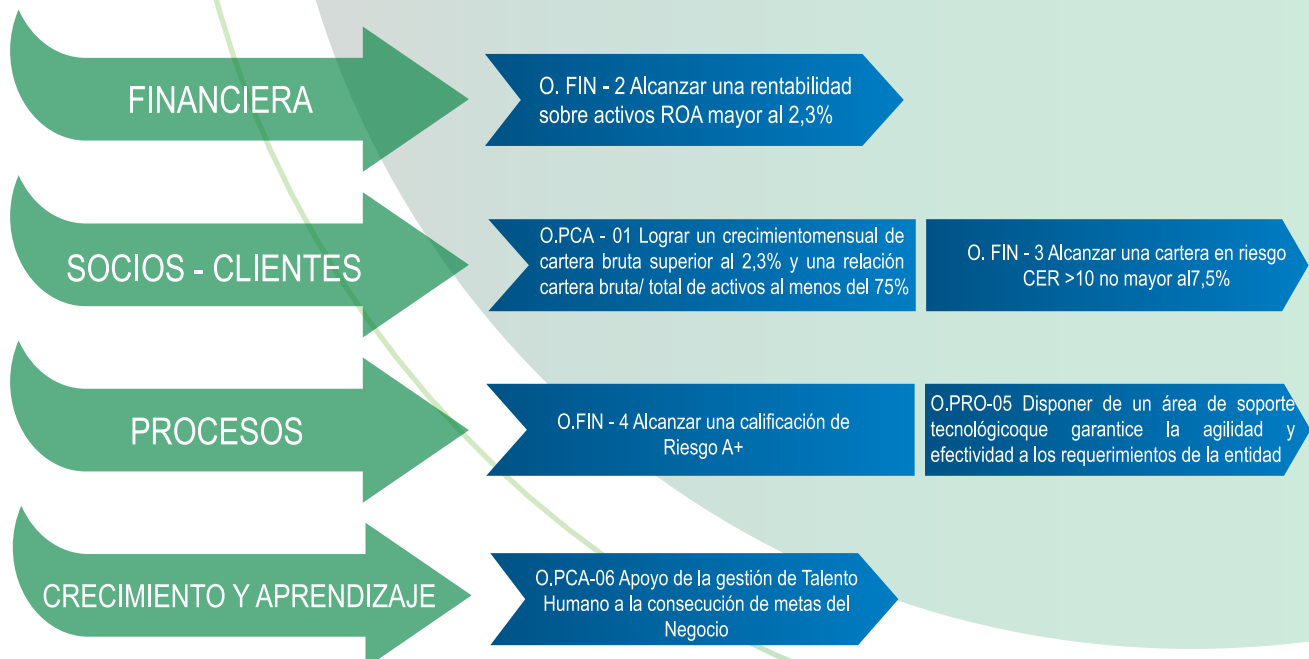 FINANCIERA
O. FIN - 2 Alcanzar una rentabilidad
sobre activos ROA mayor al 2,3%
SOCIOS - CLIENTES
O.PCA - 01 Lograr un crecimientomensual de
cartera bruta superior al 2,3% y una relación
cartera bruta/ total de activos al menos del 75%
O. FIN - 3 Alcanzar una cartera en riesgo
CER >10 no mayor al7,5%
PROCESOS
O.FIN - 4 Alcanzar una calificación de
Riesgo A+
O.PRO-05 Disponer de un área de soporte
tecnológicoque garantice la agilidad y
efectividad a los requerimientos de la entidad
CRECIMIENTO Y APRENDIZAJE
O.PCA-06 Apoyo de la gestión de Talento
Humano a la consecución de metas del
Negocio